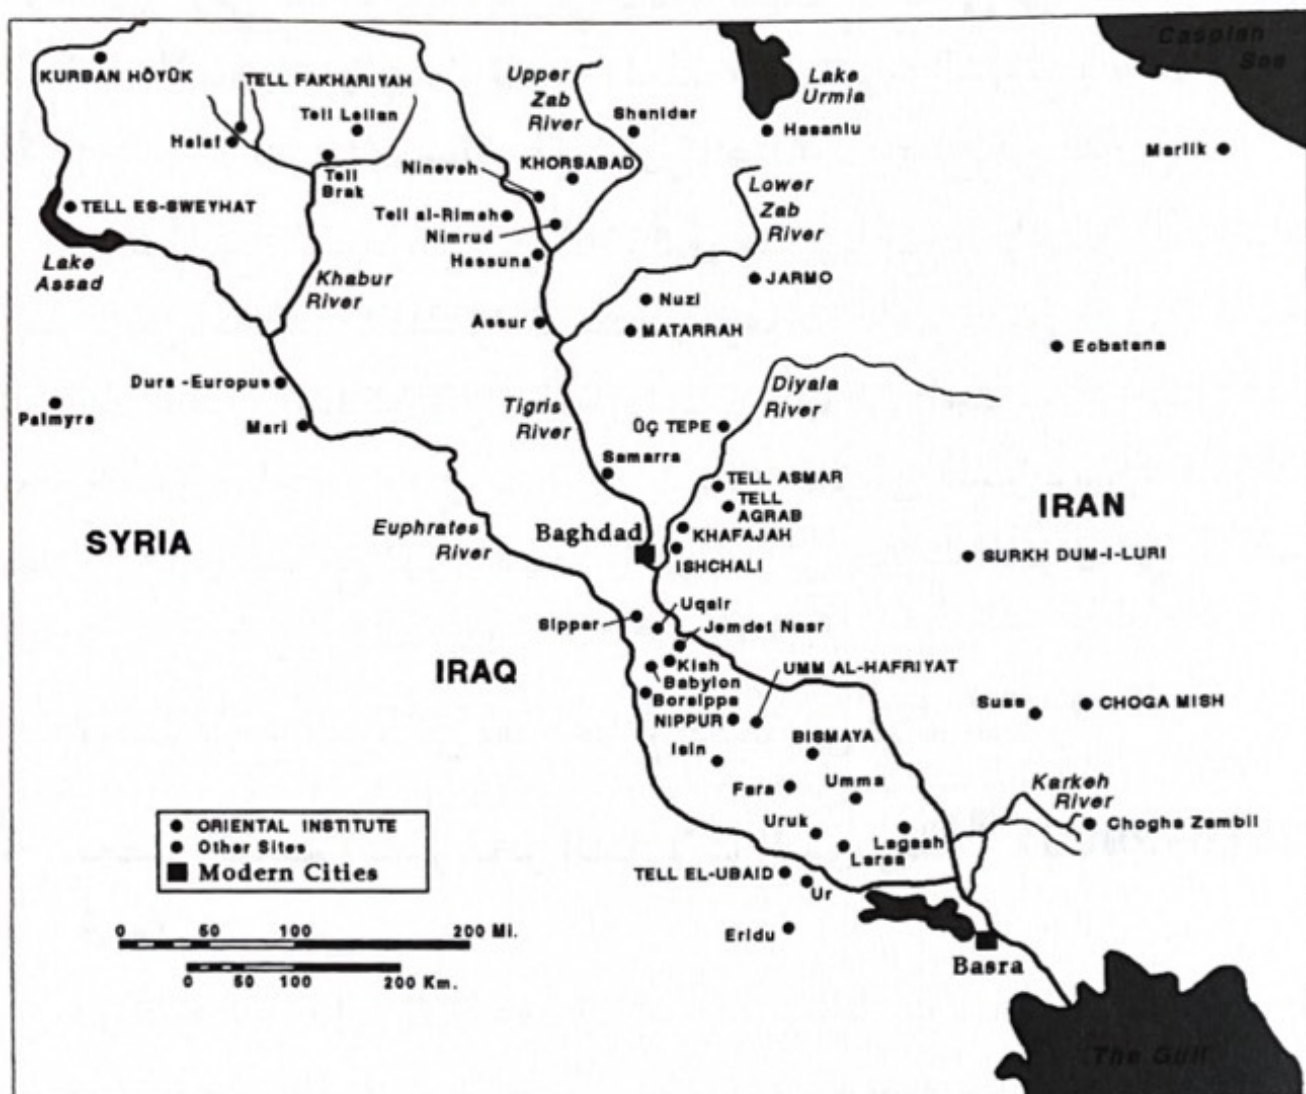 Caspian
Sea
KURBAN HÖYÜK
TELL FAKHARIYAH
Upper
Zab
River
Lake
Urmia
Tell Leilan
Shanidar
Hasanlu
Halaf
Marlik
Nineveh
KHORSABAD
Tell
Brak
Lower
Zab
River
TELL ES-SWEYHAT
Tell al-Rimah
Nimrud
Hassuna
Lake
Assad
Khabur
River
JARMO
Nuzi
Assur
MATARRAH
Ecbatana
Dura -Europus
Diyala
River
Palmyra
Mari
Tigris
River
ÜÇ TEPE
Samarra
TELL ASMAR
TELL
AGRAB
IRAN
SYRIA
Euphrates
River
Baghdad
KHAFAJAH
ISHCHALI
SURKH DUM-I-LURI
Uqair
Sippar
Jemdet Nasr
IRAQ
Kish
UMM AL-HAFRIYAT
Babylon
Borsippa
Susa
CHOGA MISH
NIPPUR
BISMAYA
Isin
Fara
Umma
Karkeh
River
Uruk
Chogha Zambil
Lagash
Larsa
ORIENTAL INSTITUTE
Other Sites
Modern Cities
TELL EL-UBAID
Ur
Eridu
0 50 100 200 Mi.
Basra
0 50 100 200 Km.
The Gulf